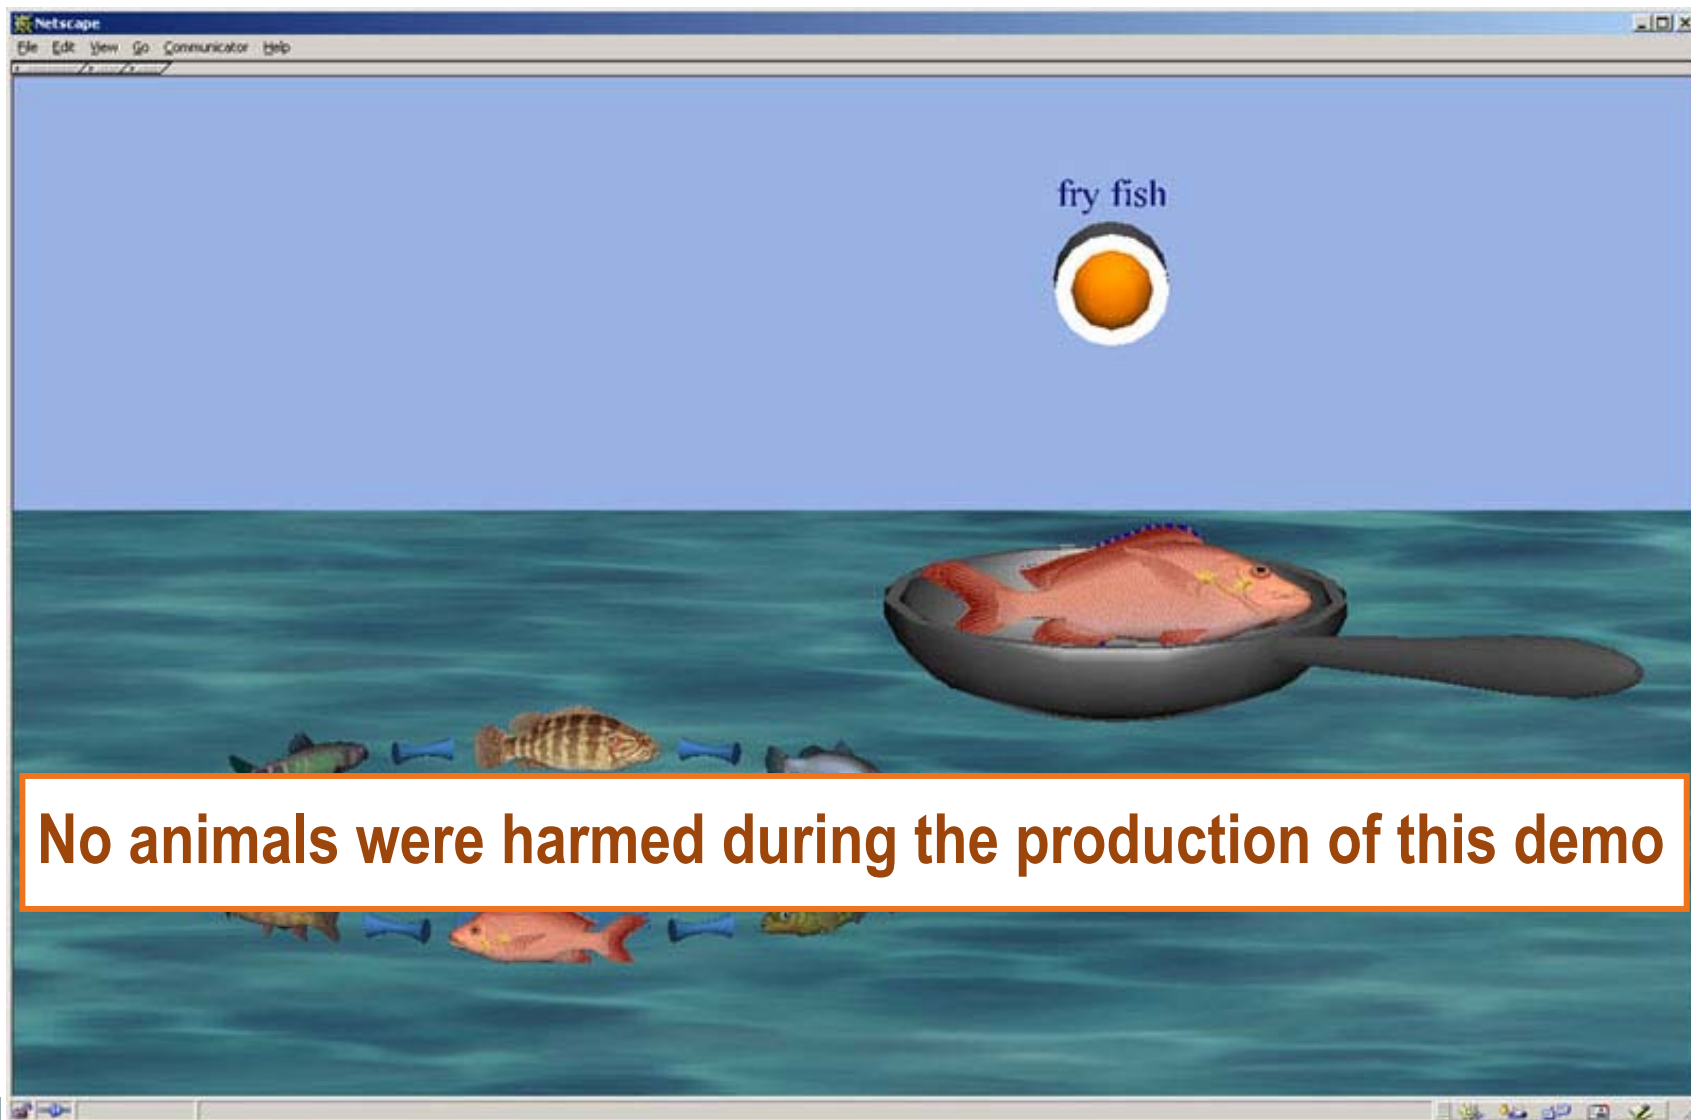 Netscape
File Edit View Go Communicator Help
fry fish
No animals were harmed during the production of this demo